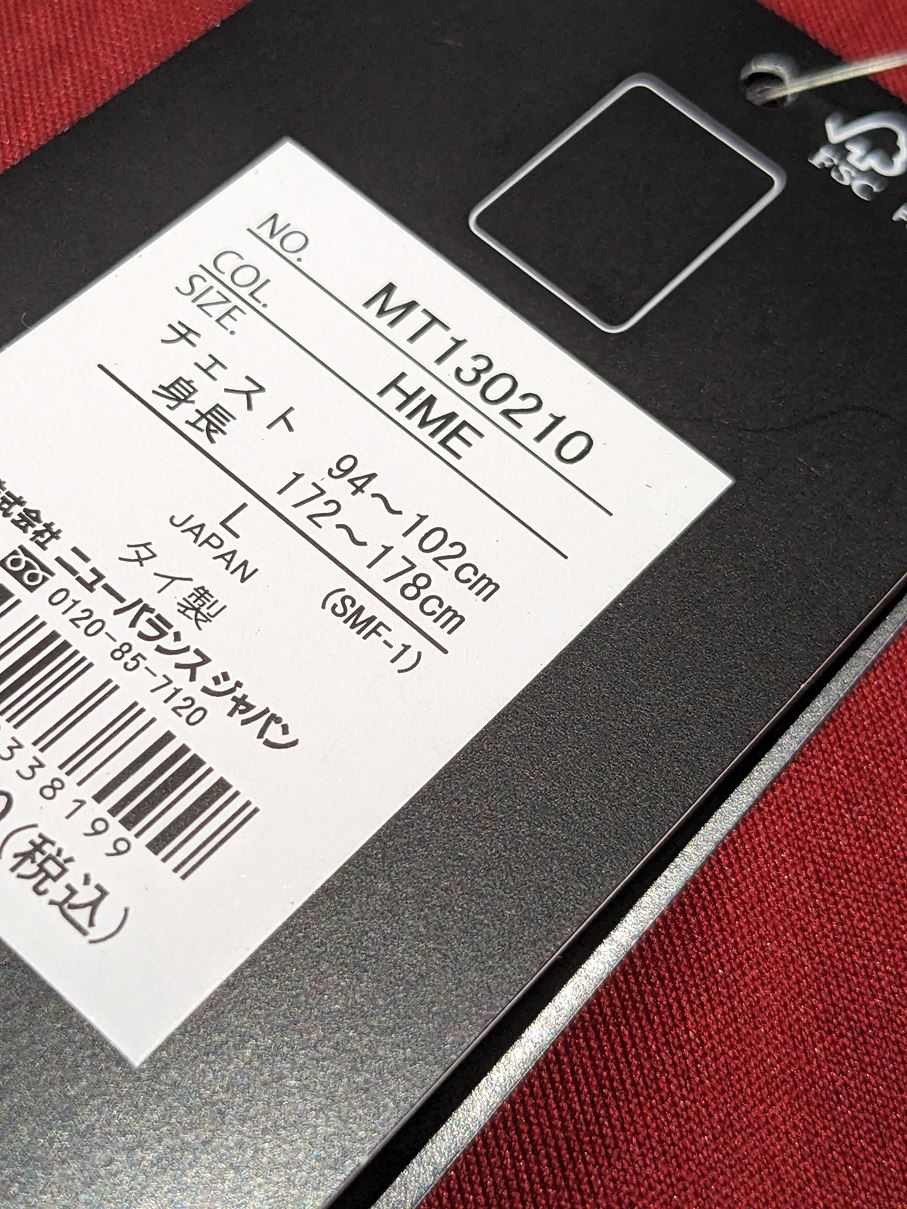 FSC
NO. MT130210
COL. HME
SIZE.
チェスト 94～102cm
身長 172～178cm
L (SMF-1)
JAPAN
タイ製
式会社 ニューバランス ジャパン
0120-85-7120
338199
(税込)